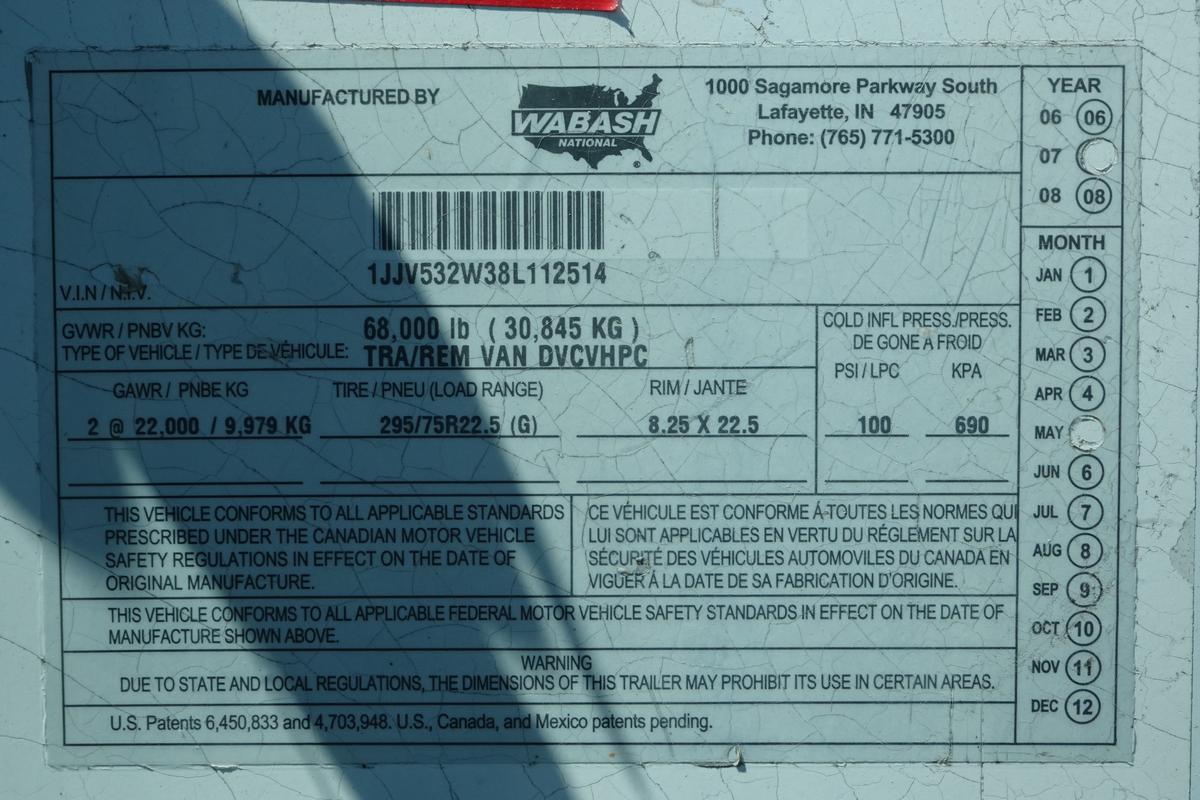 MANUFACTURED BY
WABASH
NATIONAL
®
1000 Sagamore Parkway South
Lafayette, IN 47905
Phone: (765) 771-5300
1JJV532W38L112514
V.I.N / N.I.V.
GVWR / PNBV KG: 68,000 lb ( 30,845 KG )
TYPE OF VEHICLE / TYPE DE VÉHICULE: TRA/REM VAN DVCVHPC
COLD INFL PRESS./PRESS.
DE GONE A FROID
GAWR / PNBE KG TIRE / PNEU (LOAD RANGE) RIM / JANTE PSI / LPC KPA
2 @ 22,000 / 9,979 KG 295/75R22.5 (G) 8.25 X 22.5 100 690
THIS VEHICLE CONFORMS TO ALL APPLICABLE STANDARDS
PRESCRIBED UNDER THE CANADIAN MOTOR VEHICLE
SAFETY REGULATIONS IN EFFECT ON THE DATE OF
ORIGINAL MANUFACTURE.
CE VÉHICULE EST CONFORME Á TOUTES LES NORMES QUI
LUI SONT APPLICABLES EN VERTU DU RÉGLEMENT SUR LA
SÉCURITÉ DES VÉHICULES AUTOMOVILES DU CANADA EN
VIGUER Á LA DATE DE SA FABRICATION D'ORIGINE.
THIS VEHICLE CONFORMS TO ALL APPLICABLE FEDERAL MOTOR VEHICLE SAFETY STANDARDS IN EFFECT ON THE DATE OF
MANUFACTURE SHOWN ABOVE.
WARNING
DUE TO STATE AND LOCAL REGULATIONS, THE DIMENSIONS OF THIS TRAILER MAY PROHIBIT ITS USE IN CERTAIN AREAS.
U.S. Patents 6,450,833 and 4,703,948. U.S., Canada, and Mexico patents pending.
YEAR
06 06
07
08 08
MONTH
JAN 1
FEB 2
MAR 3
APR 4
MAY
JUN 6
JUL 7
AUG 8
SEP 9
OCT 10
NOV 11
DEC 12